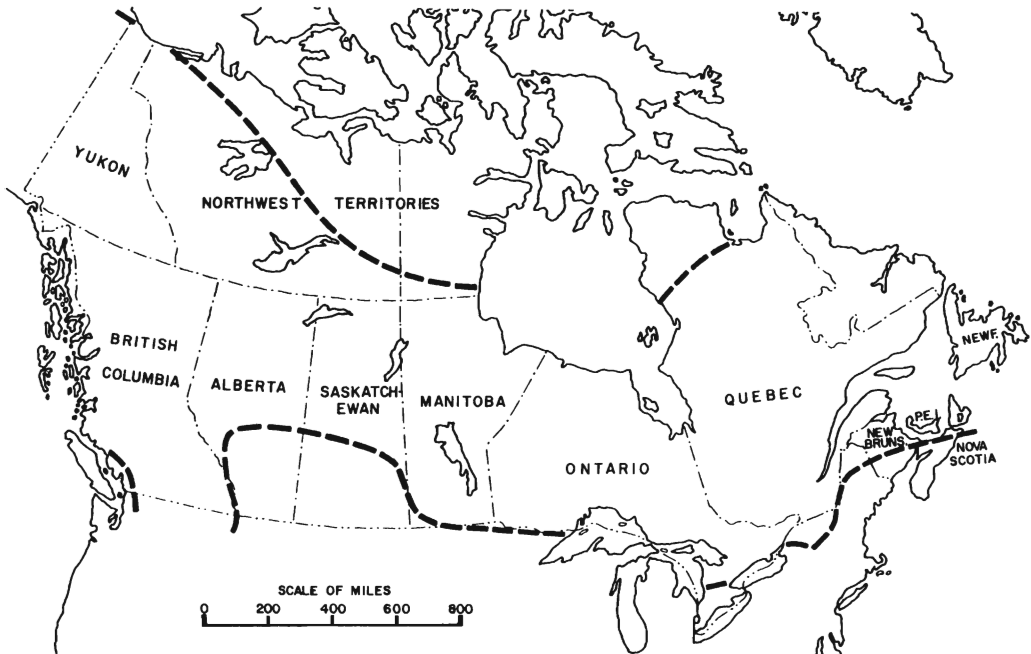 YUKON
NORTHWEST TERRITORIES
BRITISH
COLUMBIA
ALBERTA
SASKATCH-
EWAN
MANITOBA
ONTARIO
QUEBEC
NEWF.
P.E.I.
NEW
BRUNS.
NOVA
SCOTIA
SCALE OF MILES
0 200 400 600 800